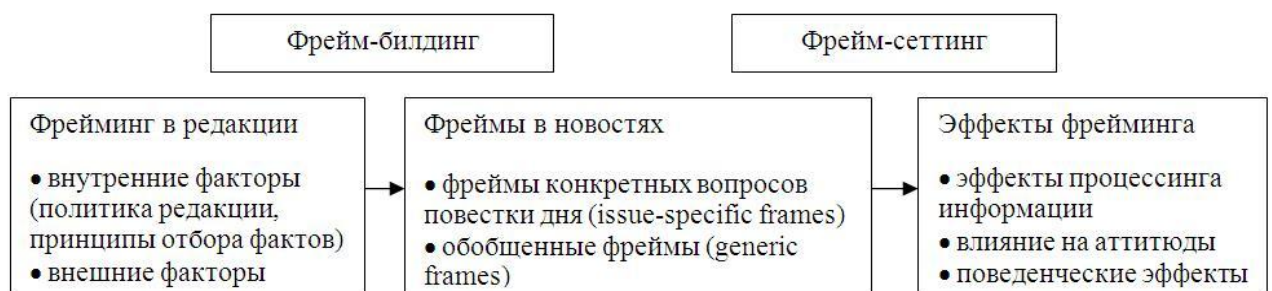 Фрейм-билдинг
Фрейм-сеттинг
Фрейминг в редакции
• внутренние факторы
(политика редакции,
принципы отбора фактов)
• внешние факторы
Фреймы в новостях
• фреймы конкретных вопросов
повестки дня (issue-specific frames)
• обобщенные фреймы (generic
frames)
Эффекты фрейминга
• эффекты процессинга
информации
• влияние на аттитюды
• поведенческие эффекты